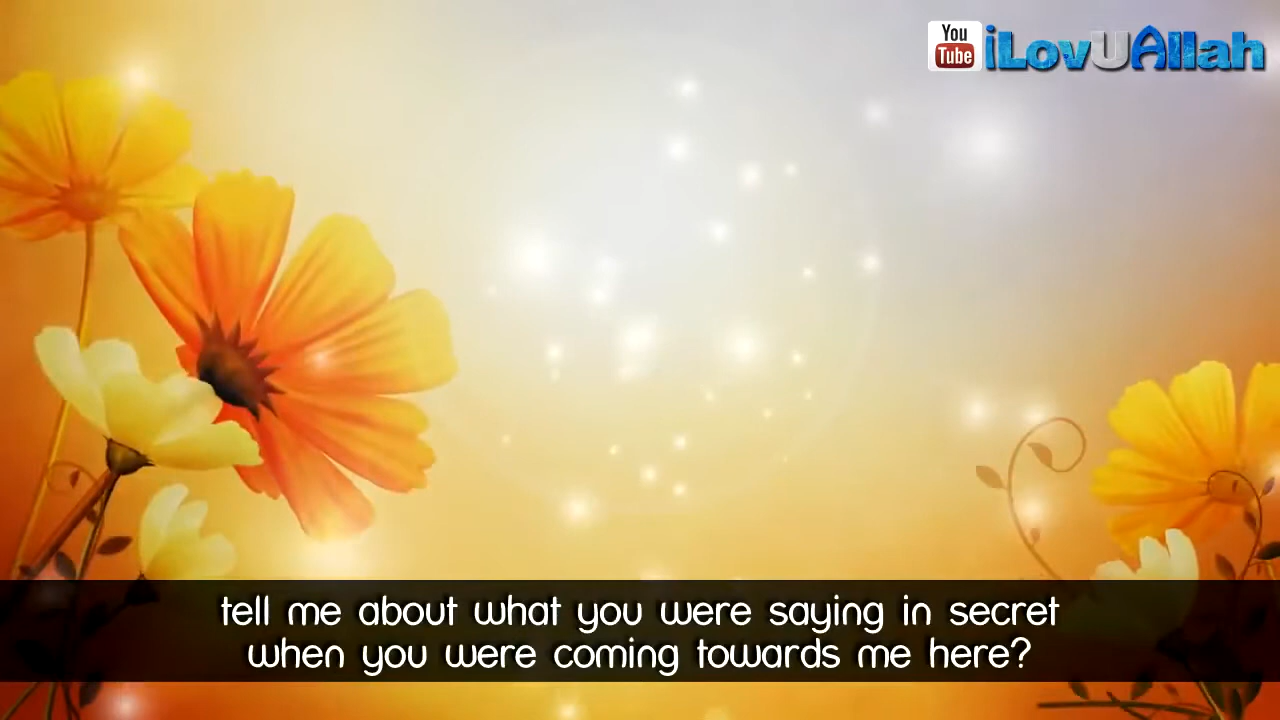 You
Tube
iLovUAllah
tell me about what you were saying in secret
when you were coming towards me here?